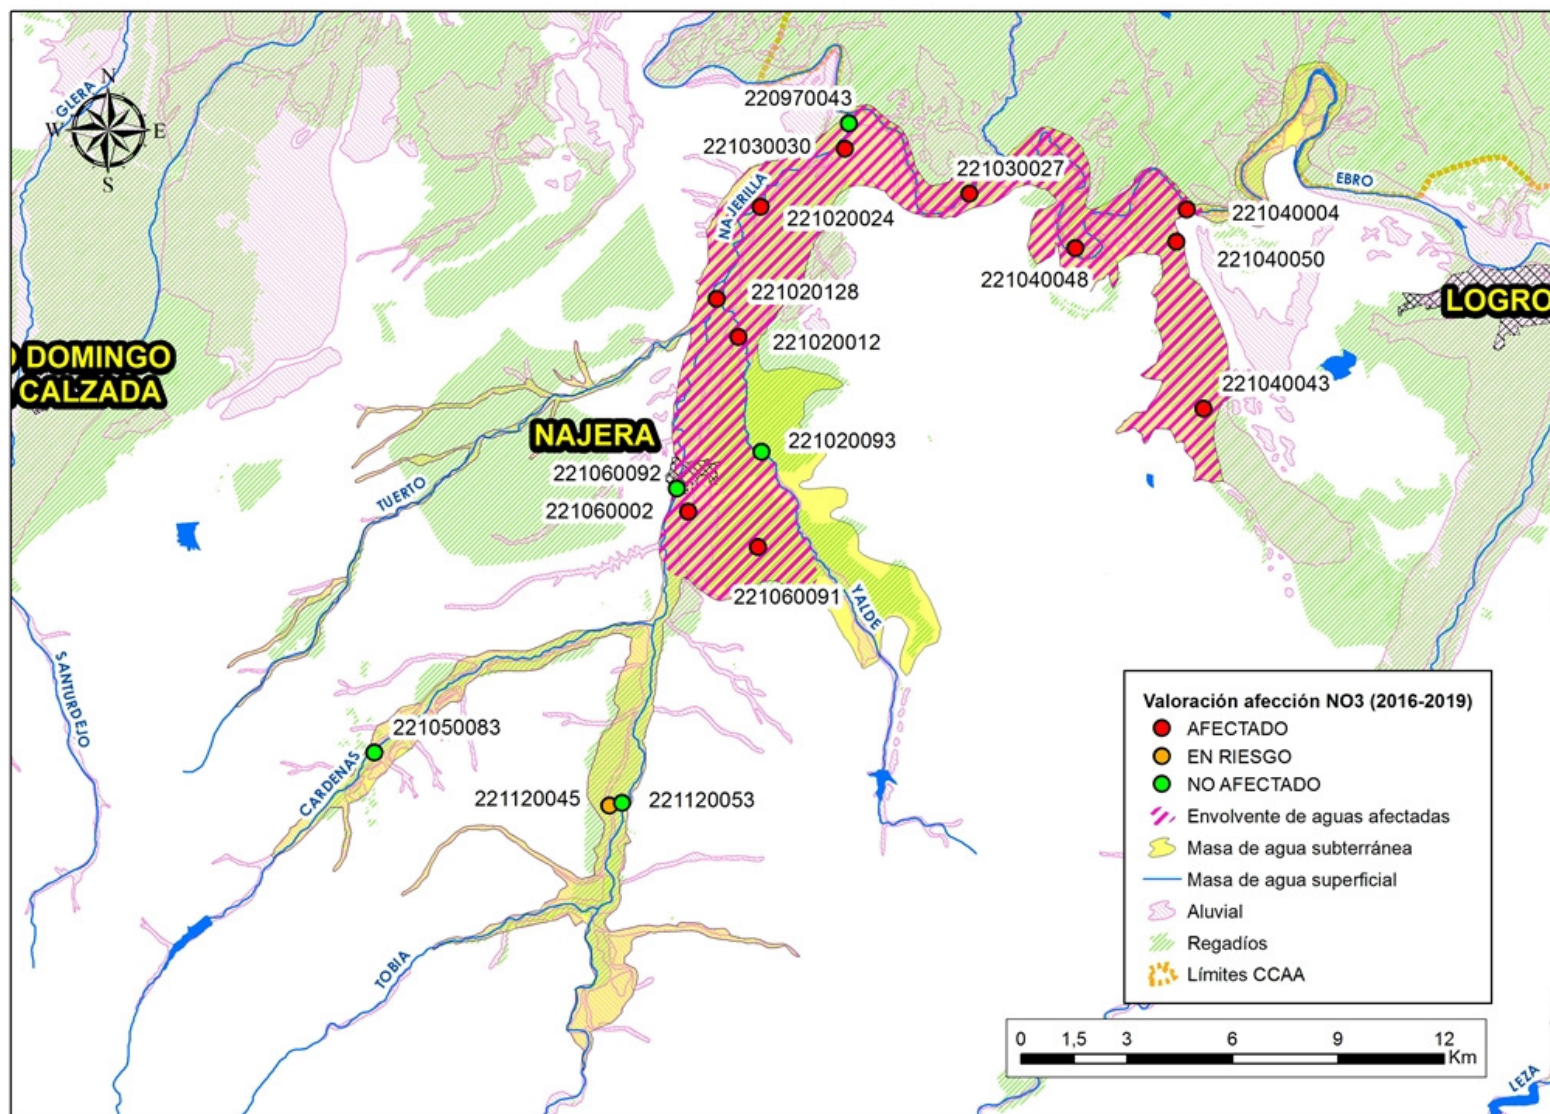 GLERA
N
W
E
S
220970043
221030030
221030027
NAJERILLA
221020024
EBRO
221040004
221040050
221040048
221020128
LOGRO
221020012
O DOMINGO
CALZADA
221040043
NAJERA
221020093
221060092
TUERTO
221060002
221060091
YALDE
SANTURDEJO
221050083
CARDENAS
221120045
221120053
TOBIA
Valoración afección NO3 (2016-2019)
AFECTADO
EN RIESGO
NO AFECTADO
Envolvente de aguas afectadas
Masa de agua subterránea
Masa de agua superficial
Aluvial
Regadíos
Límites CCAA
0 1,5 3 6 9 12
Km
LEZA